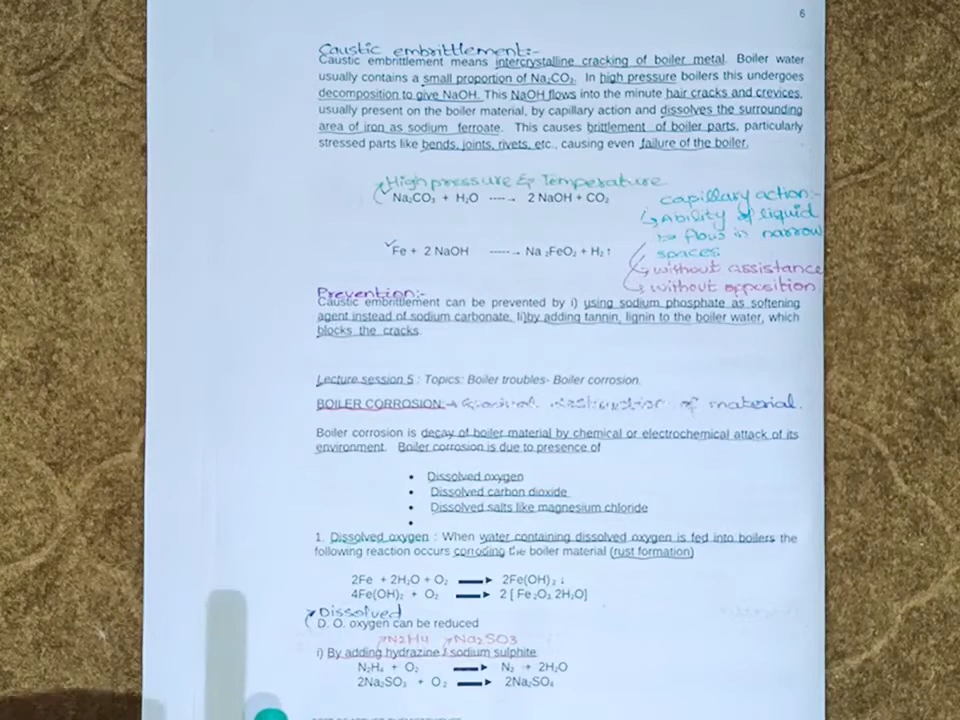 6
Caustic embrittlement:-
Caustic embrittlement means intercrystalline cracking of boiler metal. Boiler water
usually contains a small proportion of Na₂CO₃. In high pressure boilers this undergoes
decomposition to give NaOH. This NaOH flows into the minute hair cracks and crevices,
usually present on the boiler material, by capillary action and dissolves the surrounding
area of iron as sodium ferroate. This causes brittlement of boiler parts, particularly
stressed parts like bends, joints, rivets, etc., causing even failure of the boiler.
High pressure & Temperature
Na₂CO₃ + H₂O ----→ 2 NaOH + CO₂
capillary action:-
Ability of liquid
to flow in narrow
spaces.
without assistance
without opposition
Fe + 2 NaOH -----→ Na ₂FeO₂ + H₂↑
Prevention:-
Caustic embrittlement can be prevented by i) using sodium phosphate as softening
agent instead of sodium carbonate, Ii)by adding tannin, lignin to the boiler water, which
blocks the cracks.
Lecture session 5 : Topics: Boiler troubles- Boiler corrosion.
BOILER CORROSION:→ of material.
Boiler corrosion is decay of boiler material by chemical or electrochemical attack of its
environment. Boiler corrosion is due to presence of
• Dissolved oxygen
• Dissolved carbon dioxide
• Dissolved salts like magnesium chloride
•
1. Dissolved oxygen : When water containing dissolved oxygen is fed into boilers the
following reaction occurs corroding the boiler material (rust formation)
2Fe + 2H₂O + O₂ → 2Fe(OH)₂ ↓
4Fe(OH)₂ + O₂ → 2 [ Fe ₂O₃ 2H₂O]
Dissolved
D. O. oxygen can be reduced
N2H4 Na2SO3
i) By adding hydrazine / sodium sulphite
N₂H₄ + O₂ → N₂ + 2H₂O
2Na₂SO₃ + O₂ → 2Na₂SO₄